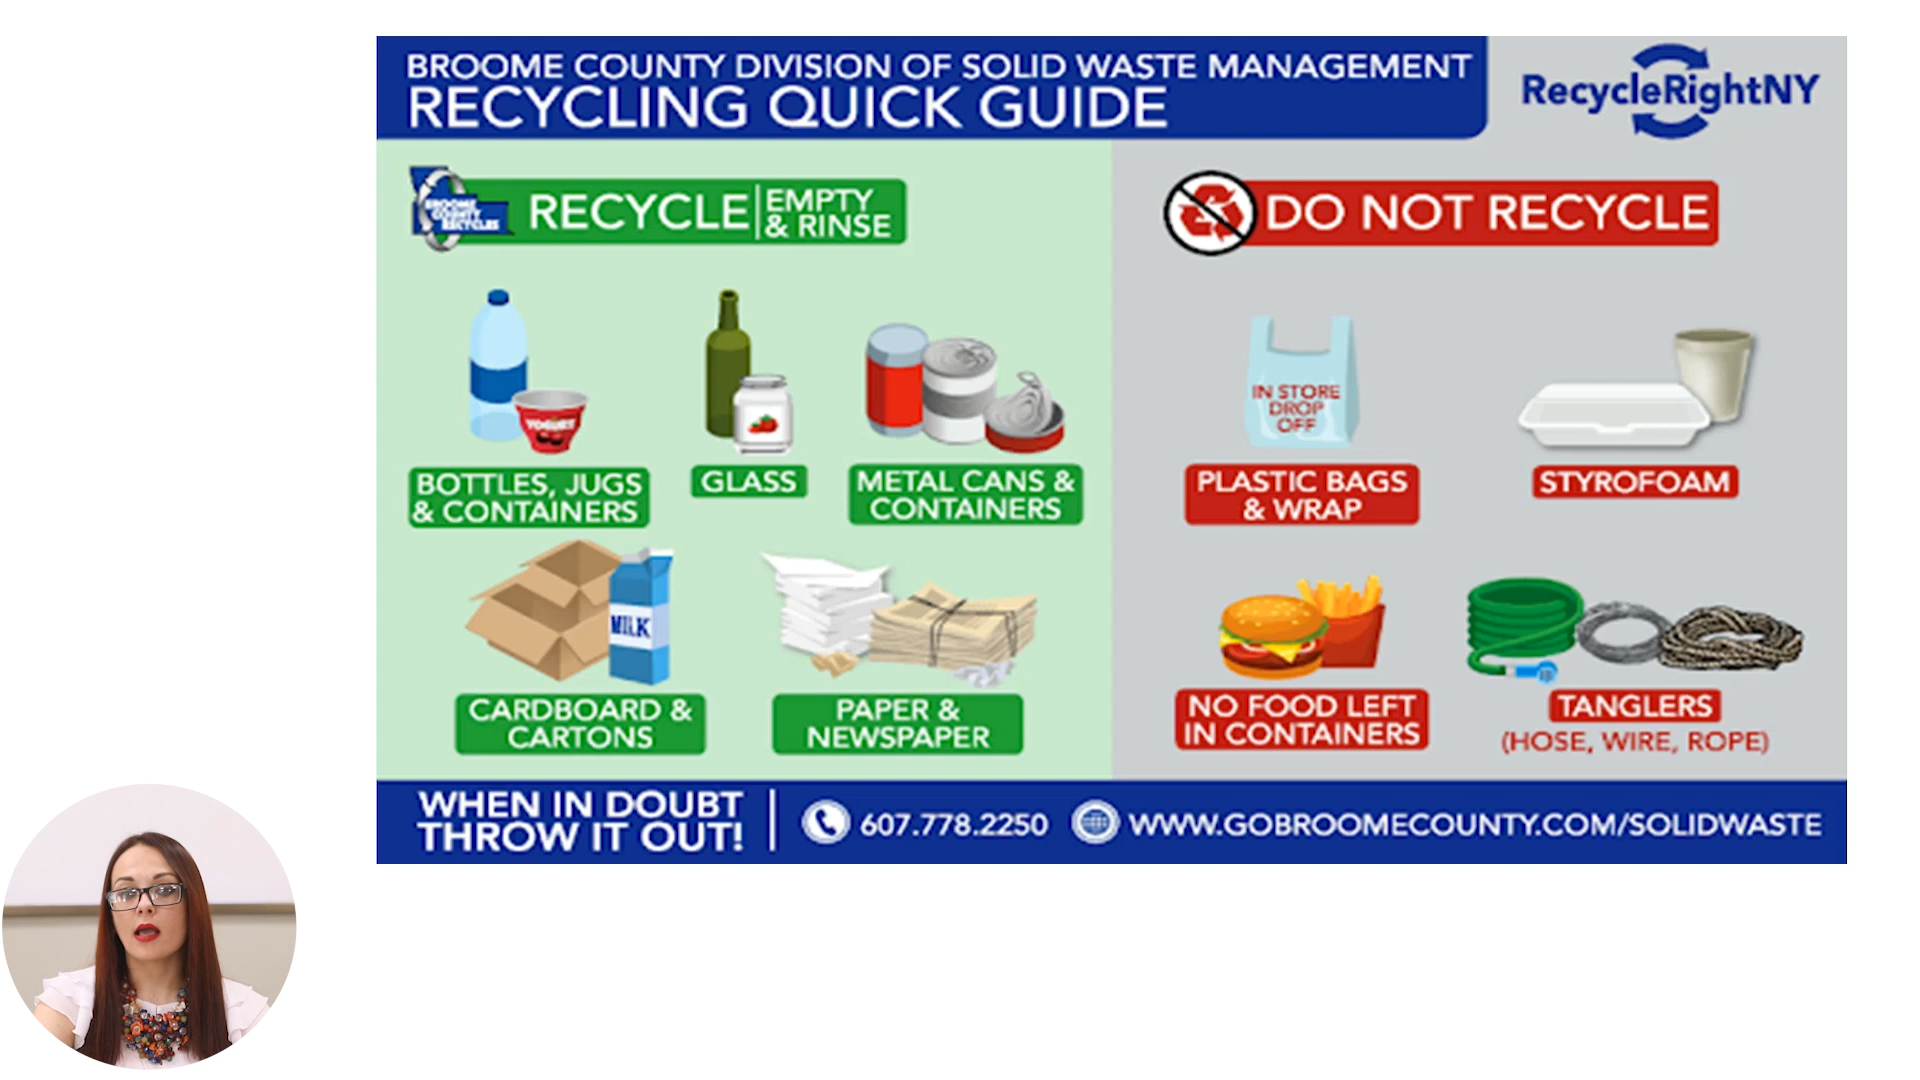 BROOME COUNTY DIVISION OF SOLID WASTE MANAGEMENT
RECYCLING QUICK GUIDE
RecycleRightNY
BROOME
COUNTY
RECYCLES
RECYCLE
EMPTY
& RINSE
DO NOT RECYCLE
YOGURT
IN STORE
DROP
OFF
BOTTLES, JUGS
& CONTAINERS
GLASS
METAL CANS &
CONTAINERS
PLASTIC BAGS
& WRAP
STYROFOAM
MILK
CARDBOARD &
CARTONS
PAPER &
NEWSPAPER
NO FOOD LEFT
IN CONTAINERS
TANGLERS
(HOSE, WIRE, ROPE)
WHEN IN DOUBT
THROW IT OUT!
607.778.2250
WWW.GOBROOMECOUNTY.COM/SOLIDWASTE